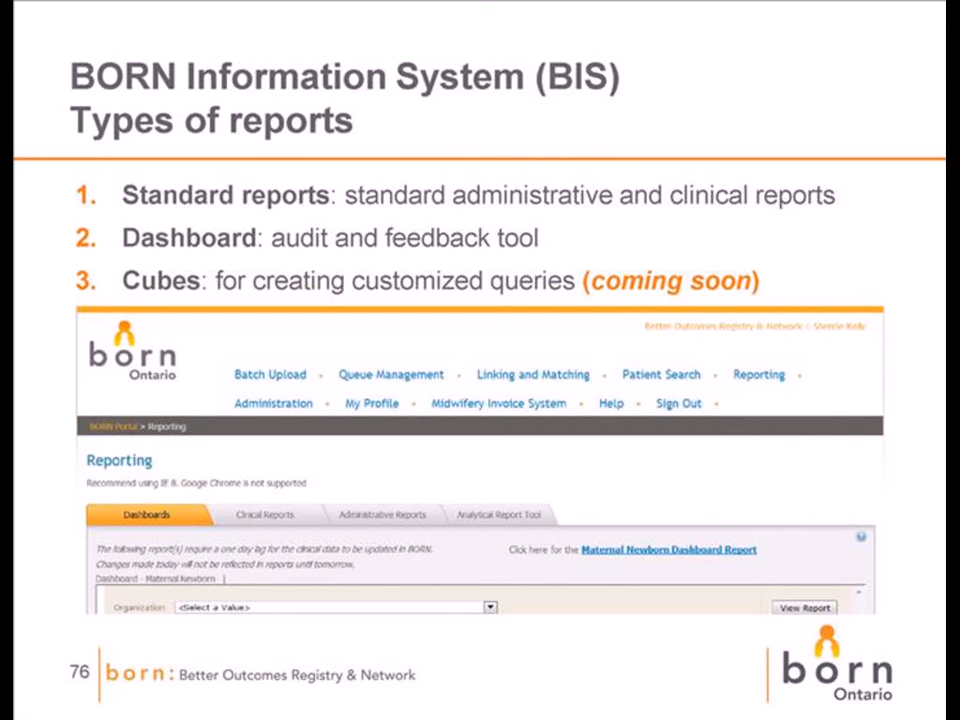 BORN Information System (BIS)
Types of reports
1. Standard reports: standard administrative and clinical reports
2. Dashboard: audit and feedback tool
3. Cubes: for creating customized queries (coming soon)
Better Outcomes Registry & Network | Sherrie Kelly
born
Ontario
Batch Upload Queue Management Linking and Matching Patient Search Reporting
Administration My Profile Midwifery Invoice System Help Sign Out
BORN Portal > Reporting
Reporting
Recommend using IE 8. Google Chrome is not supported
Dashboards Clinical Reports Administrative Reports Analytical Report Tool
The following report(s) require a one day lag for the clinical data to be updated in BORN. Click here for the Maternal Newborn Dashboard Report
Changes made today will not be reflected in reports until tomorrow.
Dashboard - Maternal Newborn |
Organization: <Select a Value> View Report
76 born: Better Outcomes Registry & Network
born
Ontario